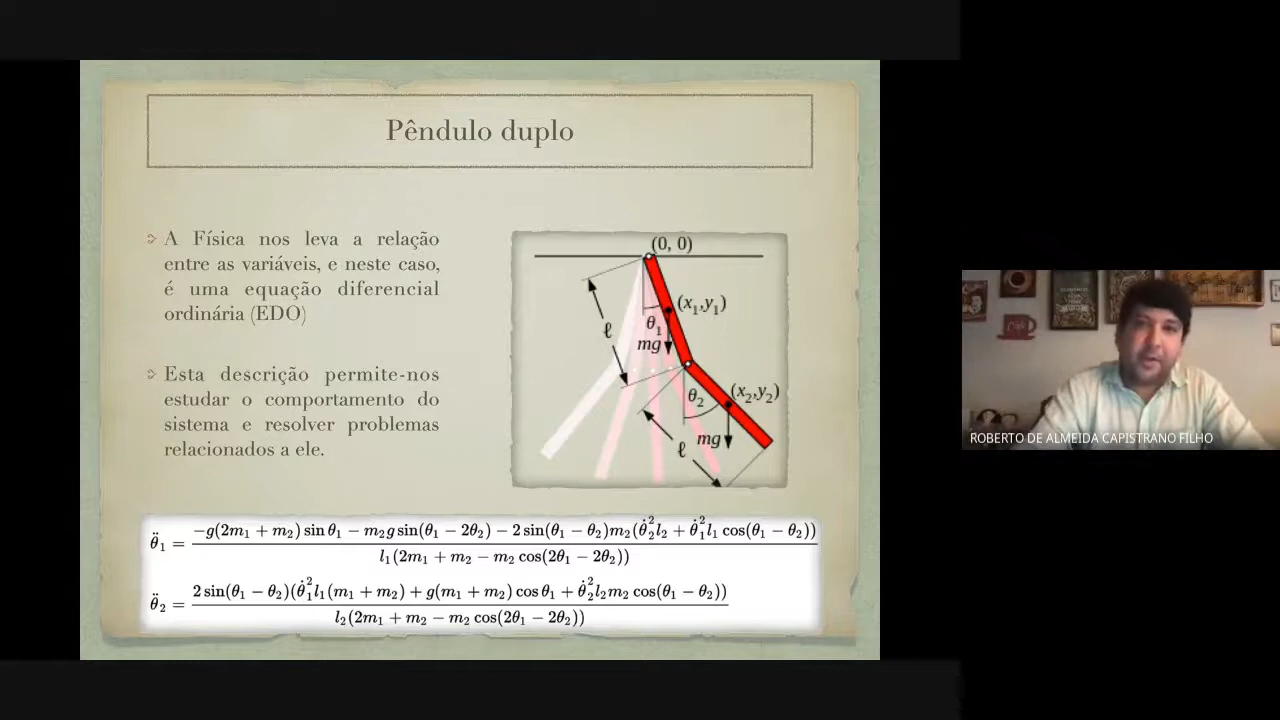 Pêndulo duplo
A Física nos leva a relação
entre as variáveis, e neste caso,
é uma equação diferencial
ordinária (EDO)
Esta descrição permite-nos
estudar o comportamento do
sistema e resolver problemas
relacionados a ele.
(0, 0)
(x₁,y₁)
θ₁
ℓ
mg
(x₂,y₂)
θ₂
mg
ℓ
θ̈₁ = −g(2m₁ + m₂) sin θ₁ − m₂g sin(θ₁ − 2θ₂) − 2 sin(θ₁ − θ₂)m₂(θ̇₂²l₂ + θ̇₁²l₁ cos(θ₁ − θ₂))
l₁(2m₁ + m₂ − m₂ cos(2θ₁ − 2θ₂))
θ̈₂ = 2 sin(θ₁ − θ₂)(θ̇₁²l₁(m₁ + m₂) + g(m₁ + m₂) cos θ₁ + θ̇₂²l₂m₂ cos(θ₁ − θ₂))
l₂(2m₁ + m₂ − m₂ cos(2θ₁ − 2θ₂))
ROBERTO DE ALMEIDA CAPISTRANO FILHO